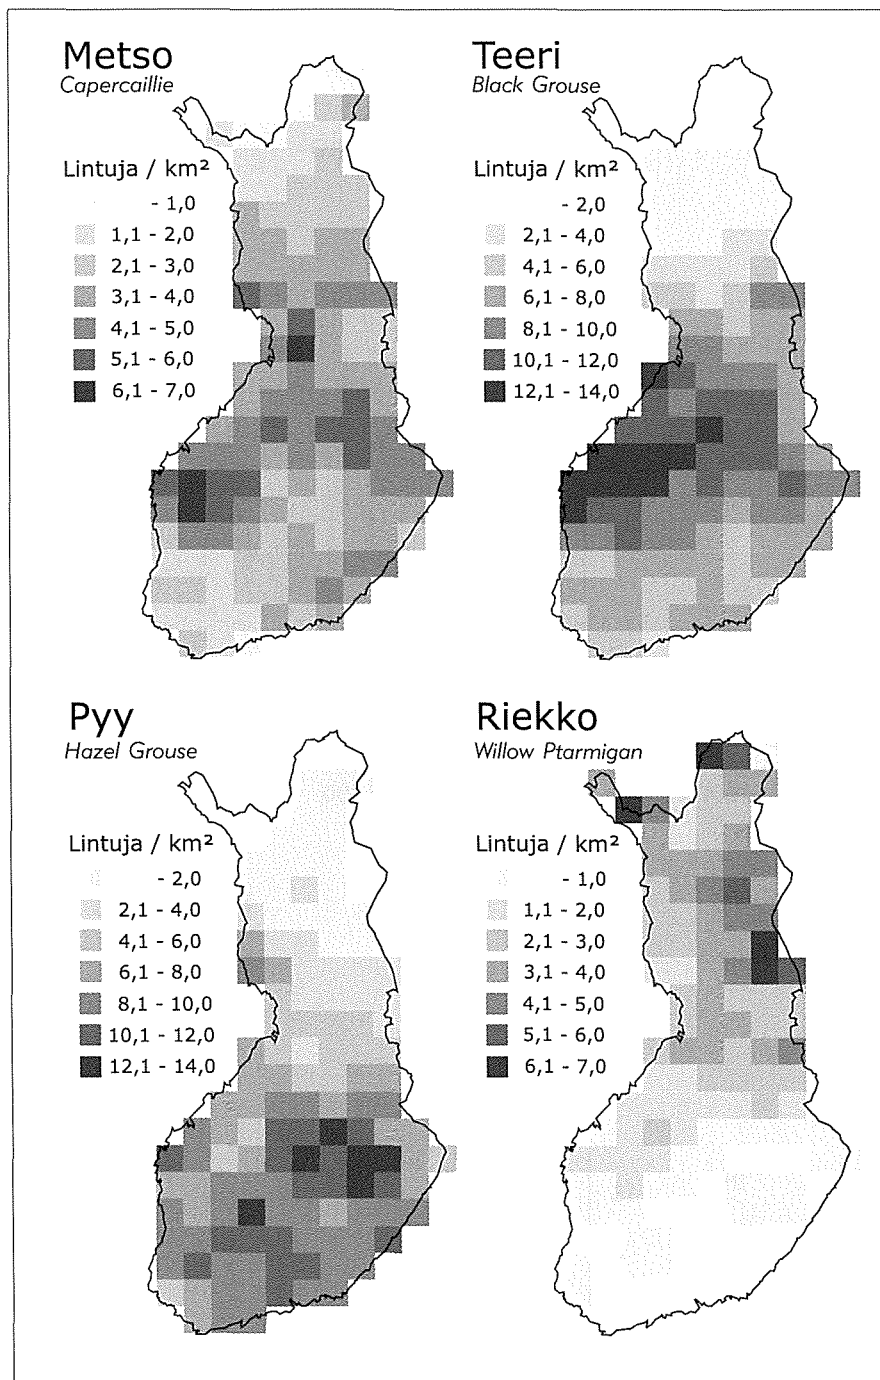 Metso
Capercaillie
Lintuja / km²
- 1,0
1,1 - 2,0
2,1 - 3,0
3,1 - 4,0
4,1 - 5,0
5,1 - 6,0
6,1 - 7,0
Teeri
Black Grouse
Lintuja / km²
- 2,0
2,1 - 4,0
4,1 - 6,0
6,1 - 8,0
8,1 - 10,0
10,1 - 12,0
12,1 - 14,0
Pyy
Hazel Grouse
Lintuja / km²
- 2,0
2,1 - 4,0
4,1 - 6,0
6,1 - 8,0
8,1 - 10,0
10,1 - 12,0
12,1 - 14,0
Riekko
Willow Ptarmigan
Lintuja / km²
- 1,0
1,1 - 2,0
2,1 - 3,0
3,1 - 4,0
4,1 - 5,0
5,1 - 6,0
6,1 - 7,0